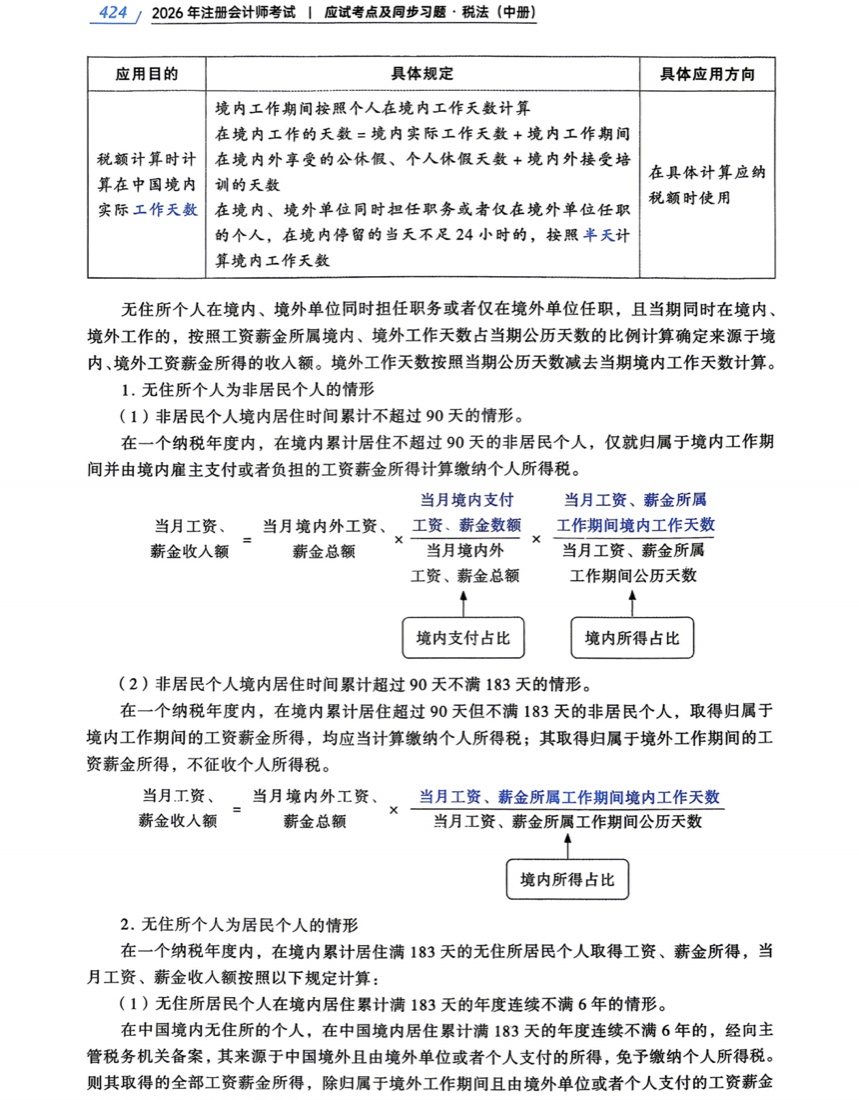 424 2026年注册会计师考试 | 应试考点及同步习题·税法(中册)
应用目的 具体规定 具体应用方向
税额计算时计
算在中国境内
实际工作天数
境内工作期间按照个人在境内工作天数计算
在境内工作的天数=境内实际工作天数+境内工作期间
在境内外享受的公休假、个人休假天数+境内外接受培
训的天数
在境内、境外单位同时担任职务或者仅在境外单位任职
的个人,在境内停留的当天不足24小时的,按照半天计
算境内工作天数
在具体计算应纳
税额时使用
无住所个人在境内、境外单位同时担任职务或者仅在境外单位任职,且当期同时在境内、
境外工作的,按照工资薪金所属境内、境外工作天数占当期公历天数的比例计算确定来源于境
内、境外工资薪金所得的收入额。境外工作天数按照当期公历天数减去当期境内工作天数计算。
1. 无住所个人为非居民个人的情形
(1)非居民个人境内居住时间累计不超过90天的情形。
在一个纳税年度内,在境内累计居住不超过90天的非居民个人,仅就归属于境内工作期
间并由境内雇主支付或者负担的工资薪金所得计算缴纳个人所得税。
当月境内支付 当月工资、薪金所属
当月工资、 当月境内外工资、 工资、薪金数额 工作期间境内工作天数
薪金收入额 = 薪金总额 × 当月境内外 × 当月工资、薪金所属
工资、薪金总额 工作期间公历天数
境内支付占比 境内所得占比
(2)非居民个人境内居住时间累计超过90天不满183天的情形。
在一个纳税年度内,在境内累计居住超过90天但不满183天的非居民个人,取得归属于
境内工作期间的工资薪金所得,均应当计算缴纳个人所得税;其取得归属于境外工作期间的工
资薪金所得,不征收个人所得税。
当月工资、 当月境内外工资、 当月工资、薪金所属工作期间境内工作天数
薪金收入额 = 薪金总额 × 当月工资、薪金所属工作期间公历天数
境内所得占比
2. 无住所个人为居民个人的情形
在一个纳税年度内,在境内累计居住满183天的无住所居民个人取得工资、薪金所得,当
月工资、薪金收入额按照以下规定计算:
(1)无住所居民个人在境内居住累计满183天的年度连续不满6年的情形。
在中国境内无住所的个人,在中国境内居住累计满183天的年度连续不满6年的,经向主
管税务机关备案,其来源于中国境外且由境外单位或者个人支付的所得,免予缴纳个人所得税。
则其取得的全部工资薪金所得,除归属于境外工作期间且由境外单位或者个人支付的工资薪金